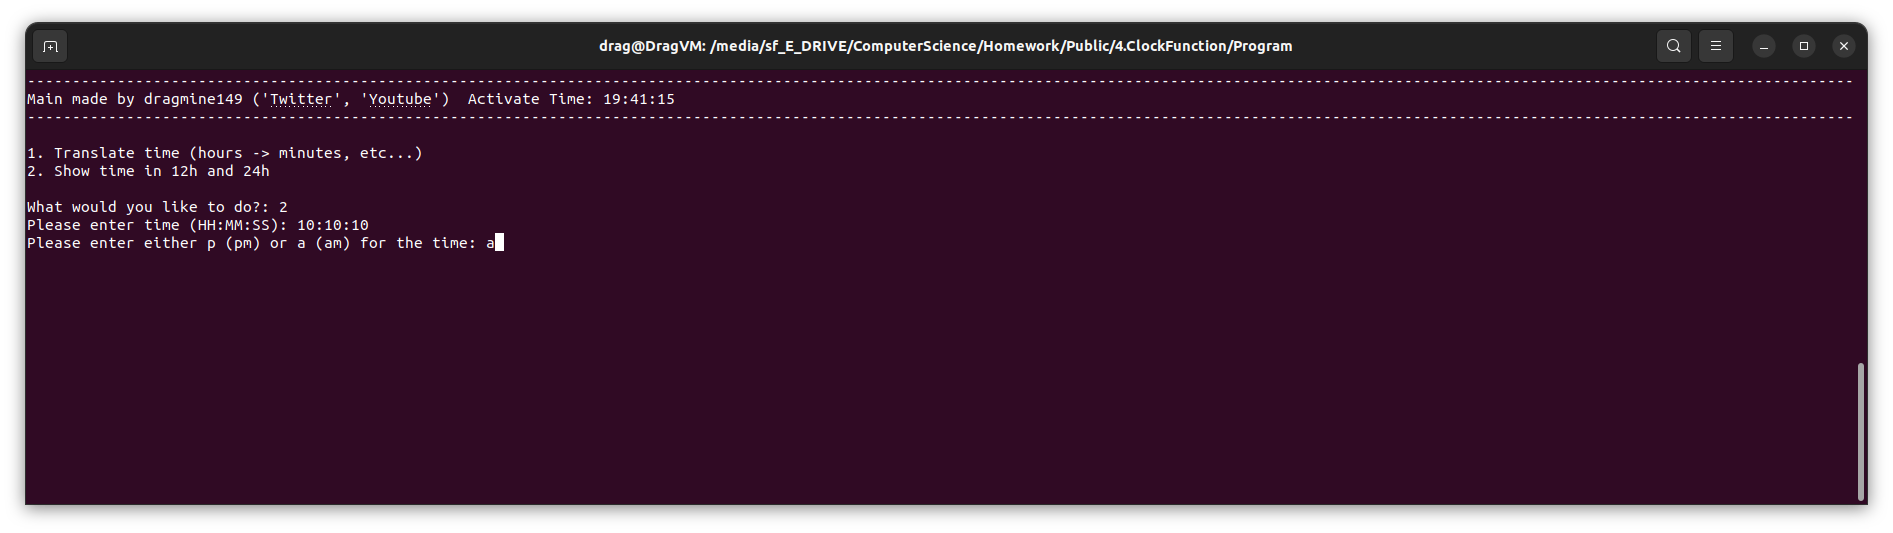 drag@DragVM: /media/sf_E_DRIVE/ComputerScience/Homework/Public/4.ClockFunction/Program
--------------------------------------------------------------------------------------------------------------------------------------------------------------------------------------------------------
Main made by dragmine149 ('Twitter', 'Youtube')  Activate Time: 19:41:15
--------------------------------------------------------------------------------------------------------------------------------------------------------------------------------------------------------
1. Translate time (hours -> minutes, etc...)
2. Show time in 12h and 24h
What would you like to do?: 2
Please enter time (HH:MM:SS): 10:10:10
Please enter either p (pm) or a (am) for the time: a